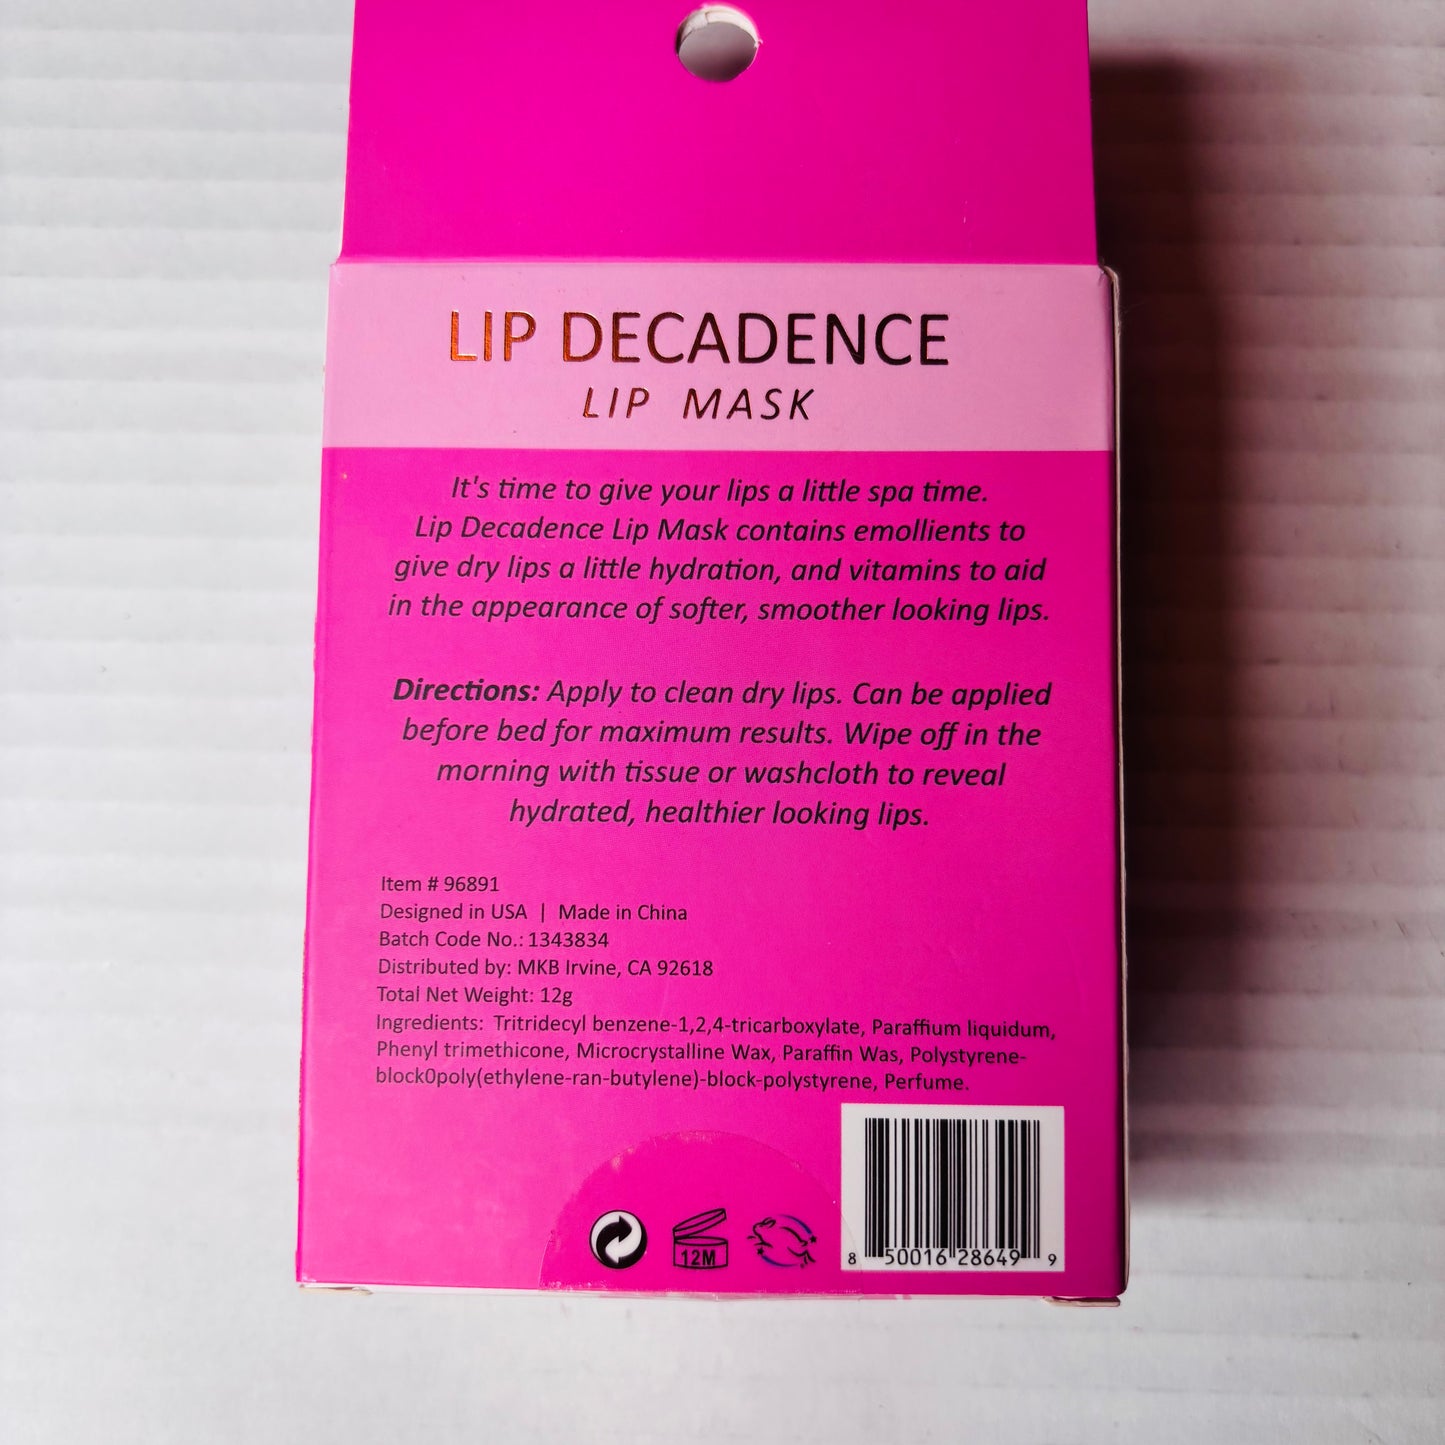 LIP DECADENCE
LIP MASK
It's time to give your lips a little spa time.
Lip Decadence Lip Mask contains emollients to
give dry lips a little hydration, and vitamins to aid
in the appearance of softer, smoother looking lips.
Directions: Apply to clean dry lips. Can be applied
before bed for maximum results. Wipe off in the
morning with tissue or washcloth to reveal
hydrated, healthier looking lips.
Item # 96891
Designed in USA | Made in China
Batch Code No.: 1343834
Distributed by: MKB Irvine, CA 92618
Total Net Weight: 12g
Ingredients: Tritridecyl benzene-1,2,4-tricarboxylate, Paraffium liquidum,
Phenyl trimethicone, Microcrystalline Wax, Paraffin Was, Polystyrene-
block0poly(ethylene-ran-butylene)-block-polystyrene, Perfume.
12M
8 50016 28649 9